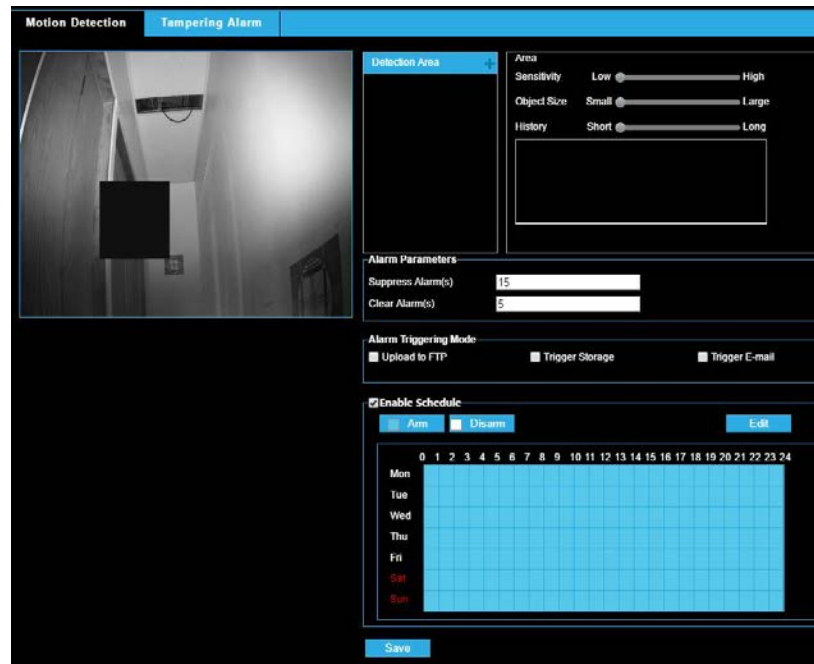 Motion Detection Tampering Alarm
Detection Area +
Area
Sensitivity Low High
Object Size Small Large
History Short Long
Alarm Parameters
Suppress Alarm(s) 15
Clear Alarm(s) 5
Alarm Triggering Mode
Upload to FTP Trigger Storage Trigger E-mail
Enable Schedule
Arm Disarm Edit
0 1 2 3 4 5 6 7 8 9 10 11 12 13 14 15 16 17 18 19 20 21 22 23 24
Mon
Tue
Wed
Thu
Fri
Sat
Sun
Save